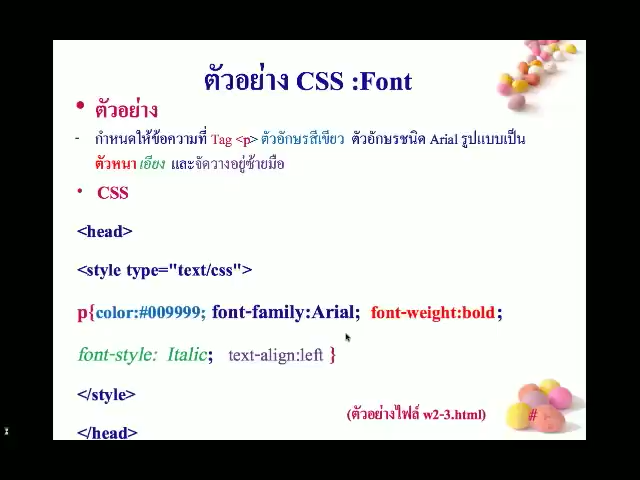 ตัวอย่าง CSS :Font
• ตัวอย่าง
- กำหนดให้ข้อความที่ Tag <p> ตัวอักษรสีเขียว ตัวอักษรชนิด Arial รูปแบบเป็น
ตัวหนา เอียง และจัดวางอยู่ซ้ายมือ
• CSS
<head>
<style type="text/css">
p{color:#009999; font-family:Arial; font-weight:bold;
font-style: Italic; text-align:left }
</style>
(ตัวอย่างไฟล์ w2-3.html) #
</head>